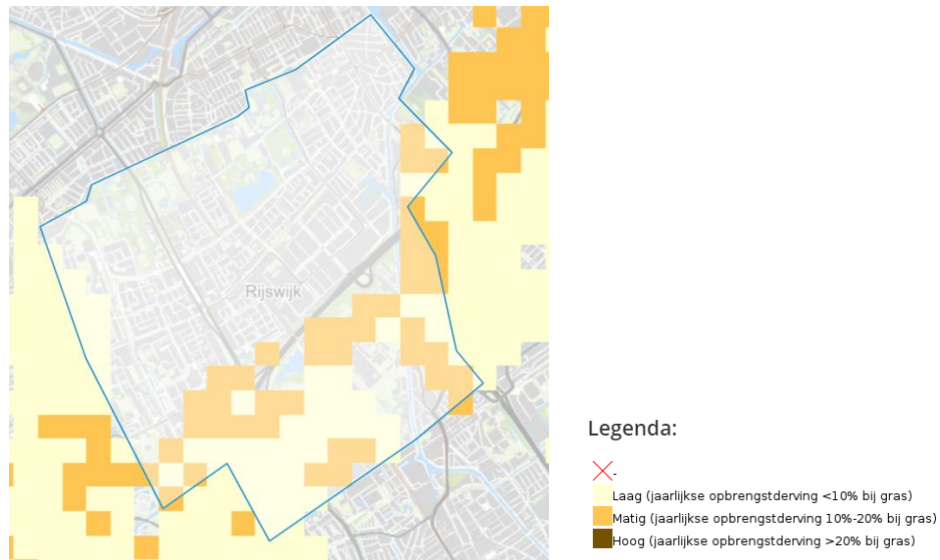 Rijswijk
Legenda:
-
Laag (jaarlijkse opbrengstderving <10% bij gras)
Matig (jaarlijkse opbrengstderving 10%-20% bij gras)
Hoog (jaarlijkse opbrengstderving >20% bij gras)